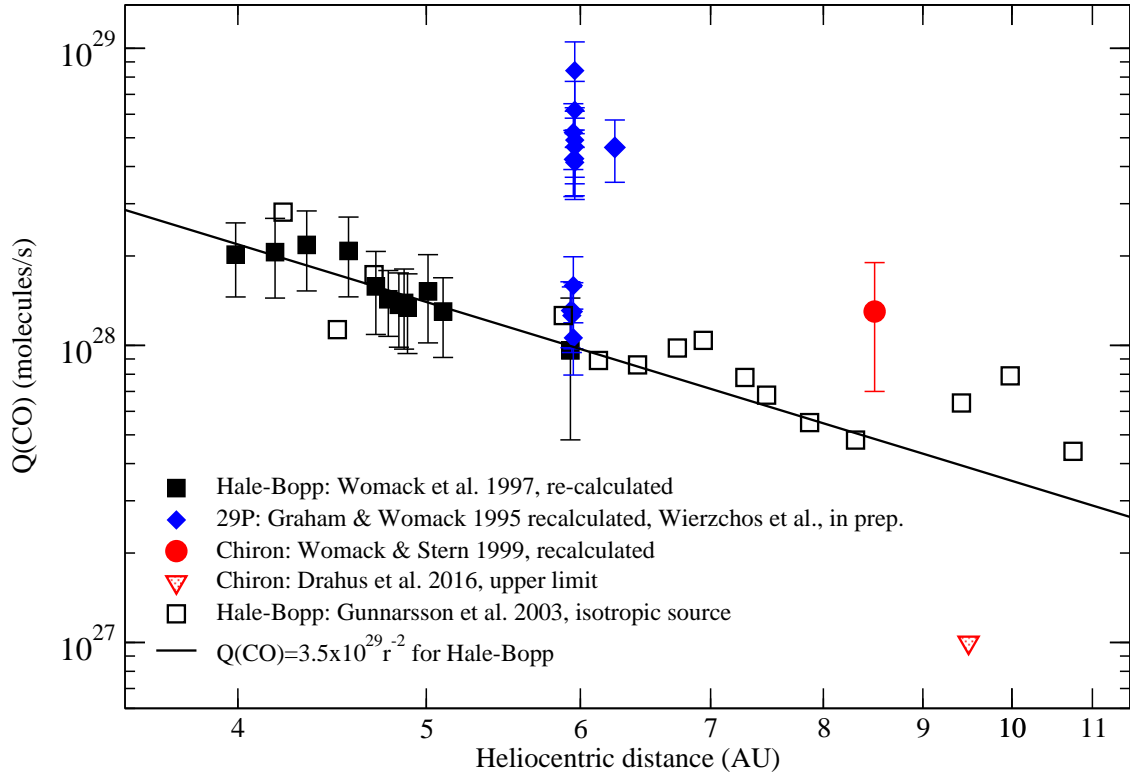 10^29
10^28
10^27
Q(CO) (molecules/s)
Hale-Bopp: Womack et al. 1997, re-calculated
29P: Graham & Womack 1995 recalculated, Wierzchos et al., in prep.
Chiron: Womack & Stern 1999, recalculated
Chiron: Drahus et al. 2016, upper limit
Hale-Bopp: Gunnarsson et al. 2003, isotropic source
Q(CO)=3.5x10^29r^-2 for Hale-Bopp
4 5 6 7 8 9 10 11
Heliocentric distance (AU)